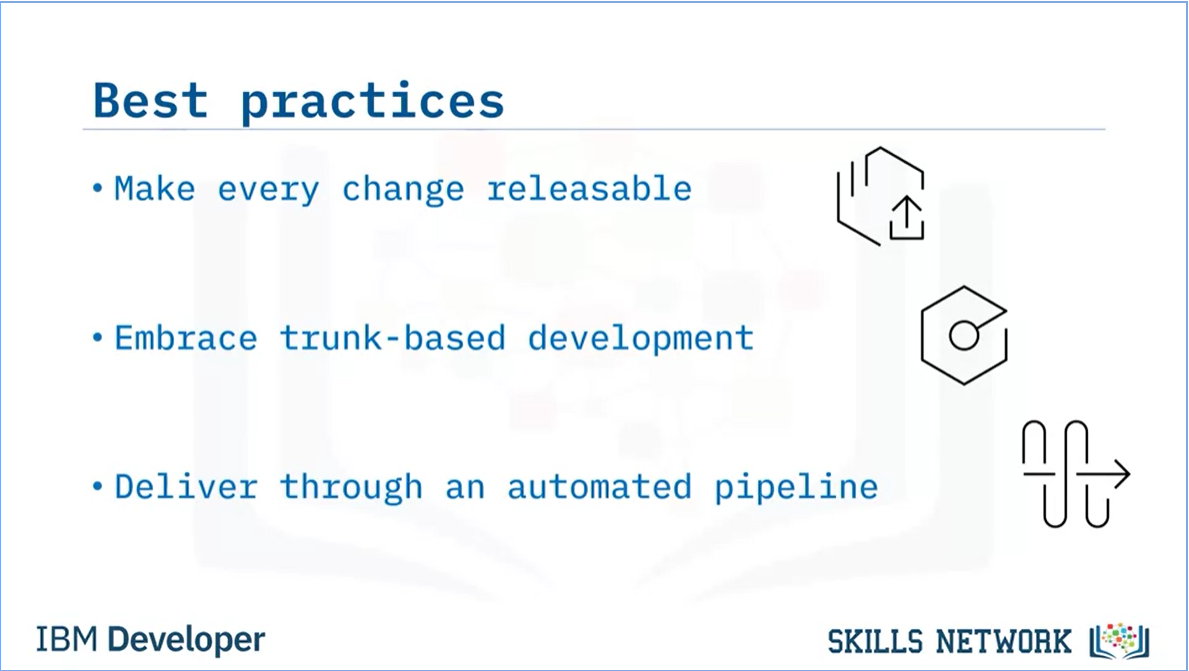 Best practices
• Make every change releasable
• Embrace trunk-based development
• Deliver through an automated pipeline
IBM Developer
SKILLS NETWORK